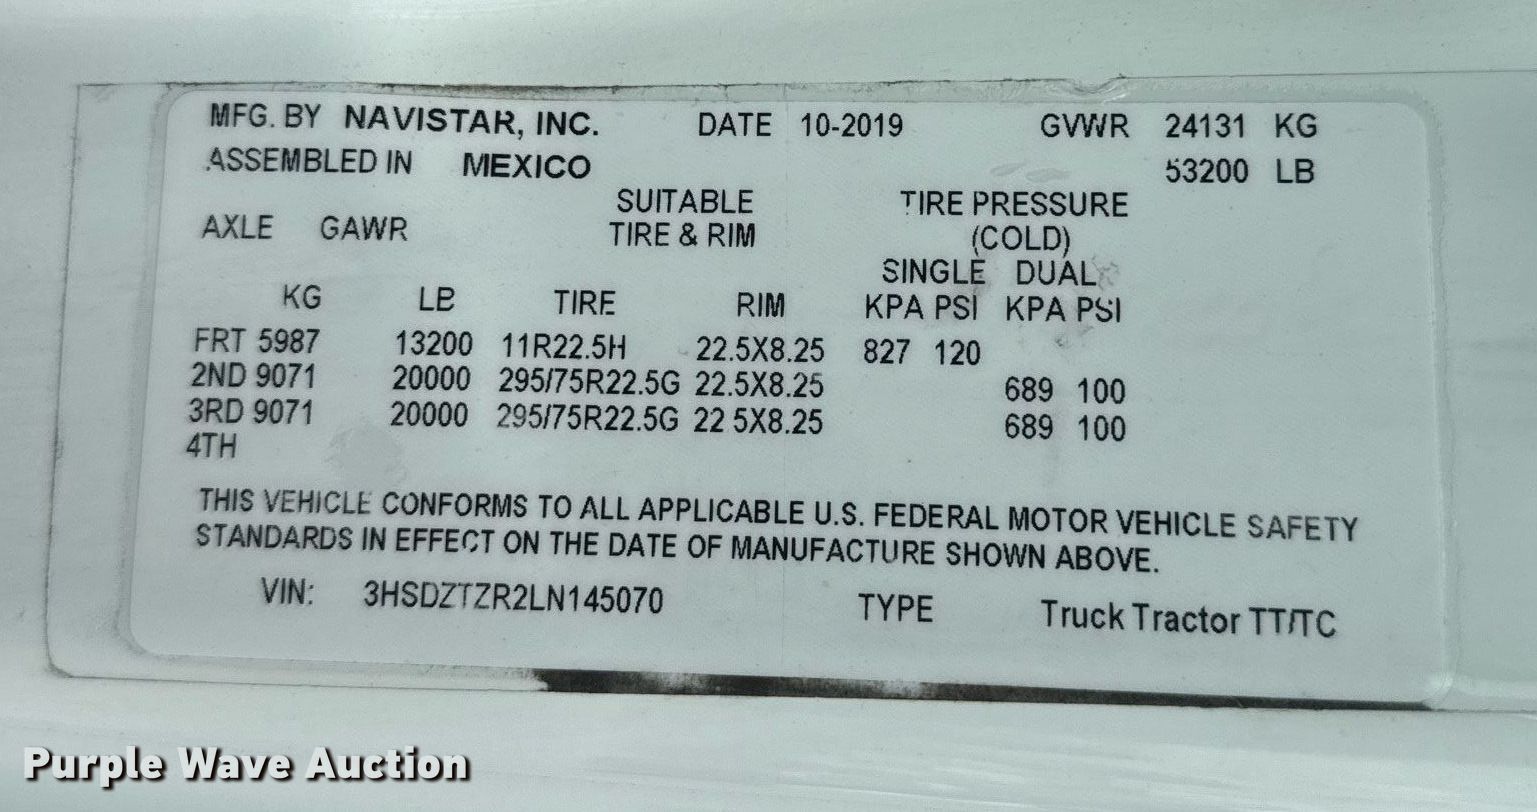 MFG. BY NAVISTAR, INC. DATE 10-2019 GVWR 24131 KG
ASSEMBLED IN MEXICO 53200 LB
SUITABLE TIRE PRESSURE
AXLE GAWR TIRE & RIM (COLD)
SINGLE DUAL
KG LB TIRE RIM KPA PSI KPA PSI
FRT 5987 13200 11R22.5H 22.5X8.25 827 120
2ND 9071 20000 295/75R22.5G 22.5X8.25 689 100
3RD 9071 20000 295/75R22.5G 22 5X8.25 689 100
4TH
THIS VEHICLE CONFORMS TO ALL APPLICABLE U.S. FEDERAL MOTOR VEHICLE SAFETY
STANDARDS IN EFFECT ON THE DATE OF MANUFACTURE SHOWN ABOVE.
VIN: 3HSDZTZR2LN145070 TYPE Truck Tractor TT/TC
Purple Wave Auction